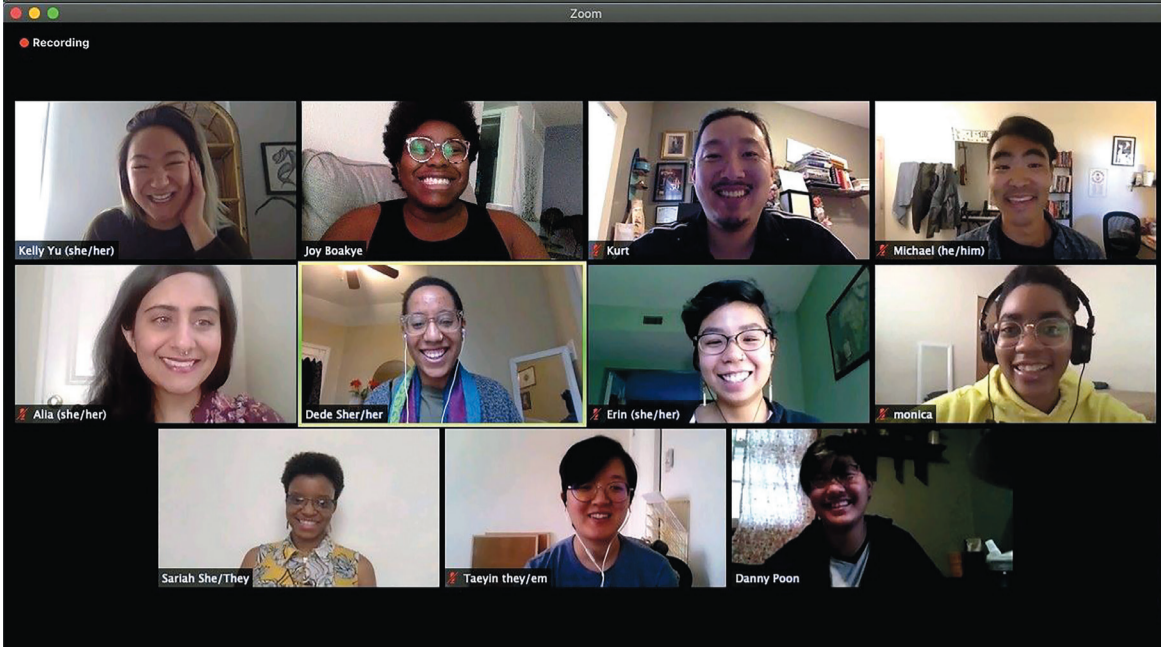 Zoom
Recording
Kelly Yu (she/her)
Joy Boakye
Kurt
Michael (he/him)
Alia (she/her)
Dede Sher/her
Erin (she/her)
monica
Sariah She/They
Taeyin they/em
Danny Poon